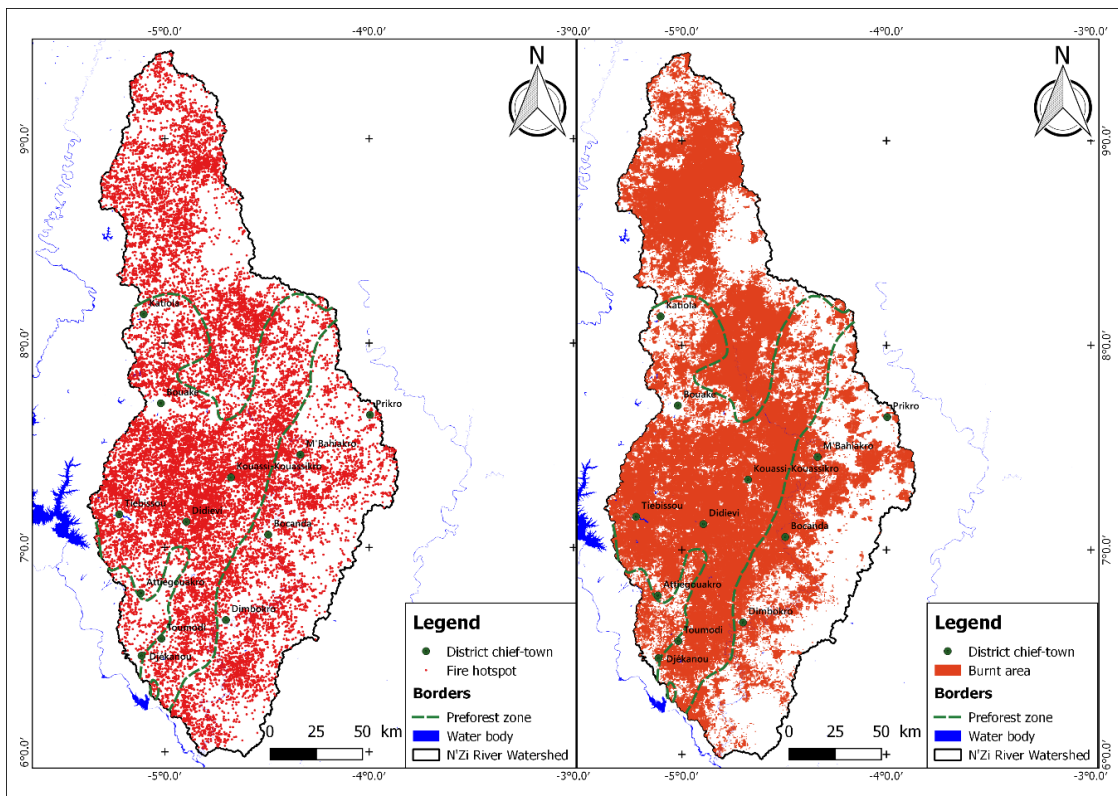 -5°0.0'
-4°0.0'
-3°0.0'
-5°0.0'
-4°0.0'
-3°0.0'
N
N
9°0.0'
9°0.0'
Katiola
Katiola
8°0.0'
8°0.0'
Bouaké
Bouaké
Prikro
Prikro
M'Bahiakro
M'Bahiakro
Kouassi-Kouassikro
Kouassi-Kouassikro
Tiébissou
Didievi
Tiébissou
Didievi
Bocanda
Bocanda
7°0.0'
7°0.0'
Attiégouakro
Attiégouakro
Dimbokro
Dimbokro
Toumodi
Toumodi
Djékanou
Djékanou
Legend
District chief-town
Fire hotspot
Borders
Preforest zone
Water body
N'Zi River Watershed
Legend
District chief-town
Burnt area
Borders
Preforest zone
Water body
N'Zi River Watershed
0 25 50 km
0 25 50 km
6°0.0'
6°0.0'
-5°0.0'
-4°0.0'
-3°0.0'
-5°0.0'
-4°0.0'
-3°0.0'